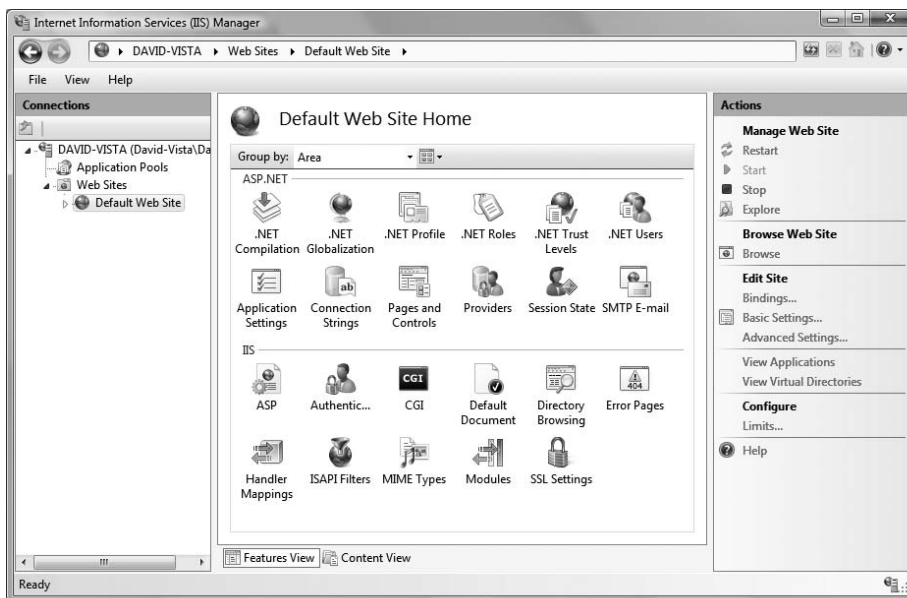 Internet Information Services (IIS) Manager
DAVID-VISTA ▸ Web Sites ▸ Default Web Site ▸
File View Help
Connections
DAVID-VISTA (David-Vista\Da
Application Pools
Web Sites
Default Web Site
Default Web Site Home
Group by: Area
ASP.NET
.NET Compilation
.NET Globalization
.NET Profile
.NET Roles
.NET Trust Levels
.NET Users
Application Settings
Connection Strings
ab
Pages and Controls
Providers
Session State
SMTP E-mail
IIS
ASP
Authentic...
CGI
CGI
Default Document
Directory Browsing
404
Error Pages
Handler Mappings
ISAPI Filters
MIME Types
Modules
SSL Settings
Features View
Content View
Actions
Manage Web Site
Restart
Start
Stop
Explore
Browse Web Site
Browse
Edit Site
Bindings...
Basic Settings...
Advanced Settings...
View Applications
View Virtual Directories
Configure
Limits...
Help
Ready